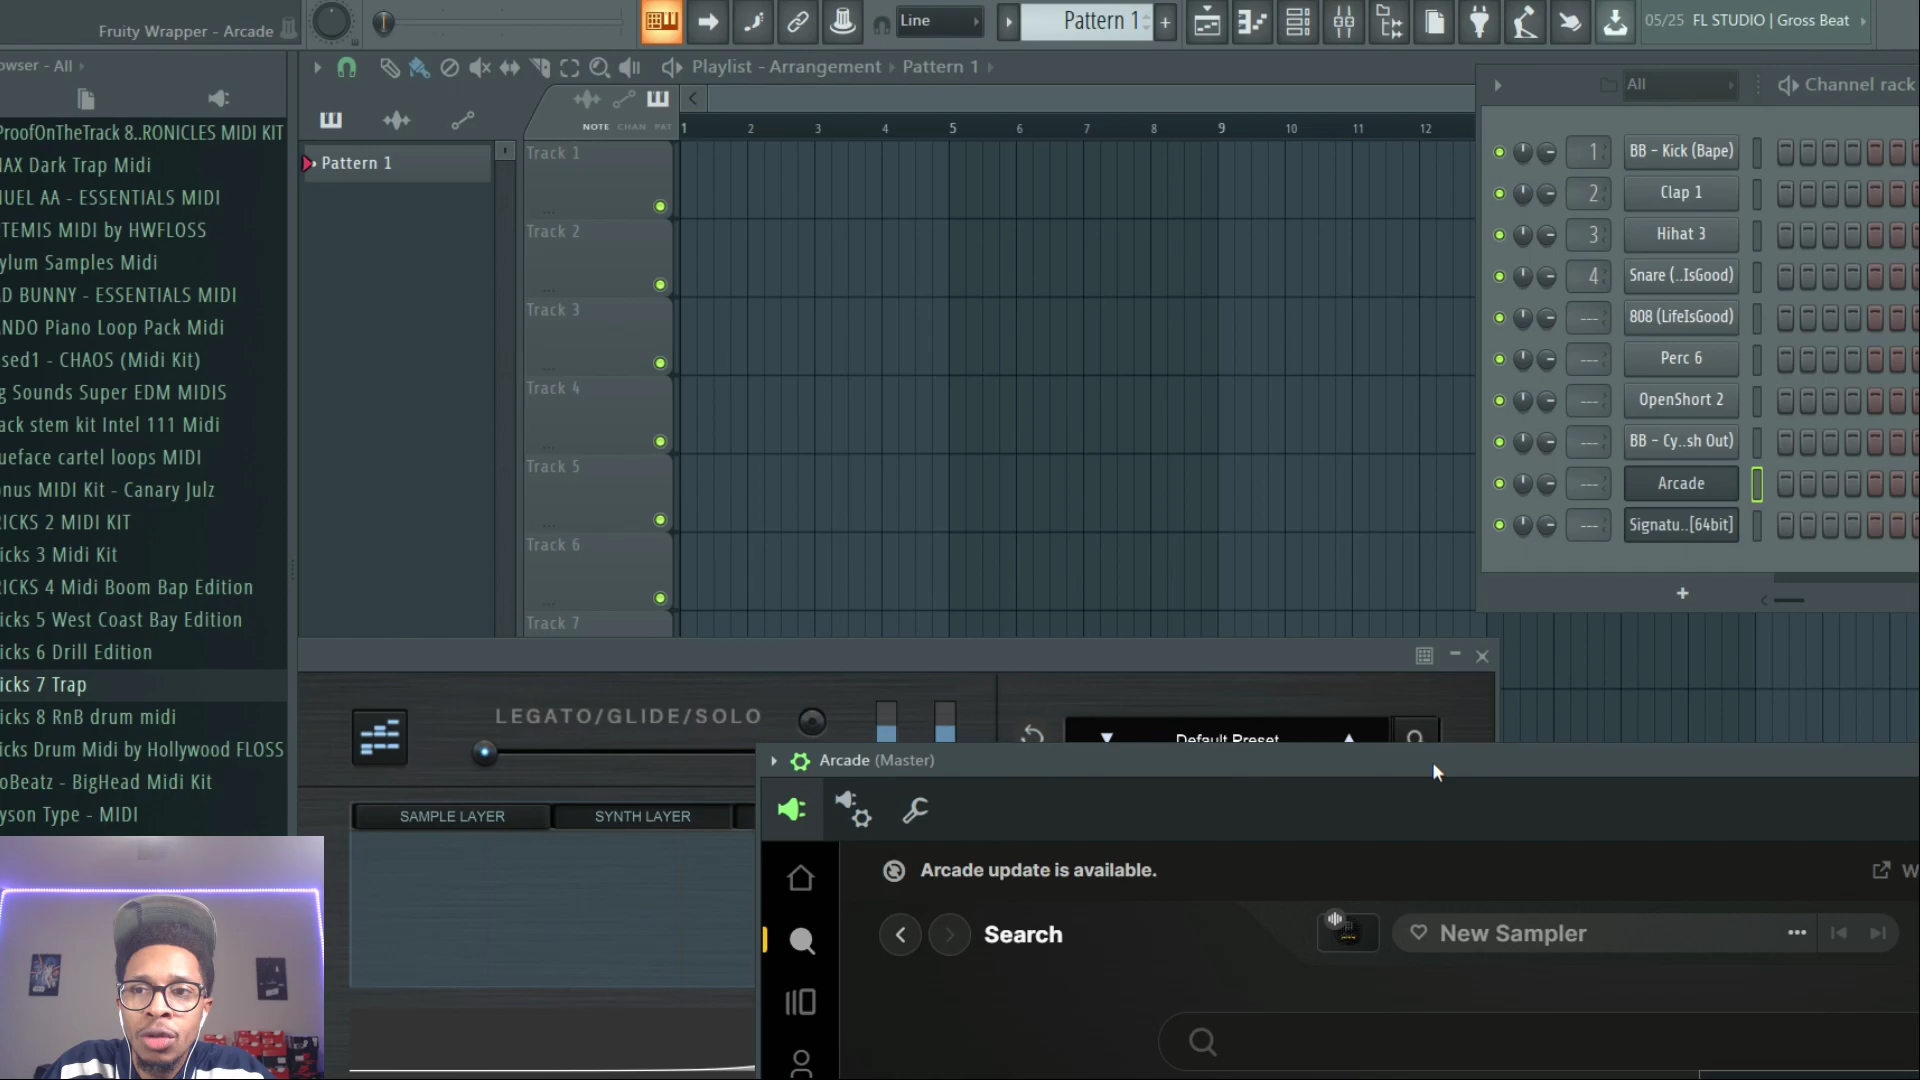 Fruity Wrapper - Arcade
Line
Pattern 1
+
05/25 FL STUDIO | Gross Beat
owser - All
Playlist - Arrangement
Pattern 1
All
Channel rack
NOTE CHAN PAT
1 2 3 4 5 6 7 8 9 10 11 12
ProofOnTheTrack 8..RONICLES MIDI KIT
IAX Dark Trap Midi
IUEL AA - ESSENTIALS MIDI
TEMIS MIDI by HWFLOSS
ylum Samples Midi
D BUNNY - ESSENTIALS MIDI
NDO Piano Loop Pack Midi
sed1 - CHAOS (Midi Kit)
g Sounds Super EDM MIDIS
ack stem kit Intel 111 Midi
ueface cartel loops MIDI
onus MIDI Kit - Canary Julz
ICKS 2 MIDI KIT
icks 3 Midi Kit
ICKS 4 Midi Boom Bap Edition
icks 5 West Coast Bay Edition
icks 6 Drill Edition
icks 7 Trap
icks 8 RnB drum midi
icks Drum Midi by Hollywood FLOSS
oBeatz - BigHead Midi Kit
yson Type - MIDI
Pattern 1
Track 1
Track 2
Track 3
Track 4
Track 5
Track 6
Track 7
1 BB - Kick (Bape)
2 Clap 1
3 Hihat 3
4 Snare (..IsGood)
--- 808 (LifeIsGood)
--- Perc 6
--- OpenShort 2
--- BB - Cy..sh Out)
--- Arcade
--- Signatu..[64bit]
+
LEGATO/GLIDE/SOLO
Default Preset
SAMPLE LAYER
SYNTH LAYER
Arcade (Master)
Arcade update is available.
W
Search
New Sampler